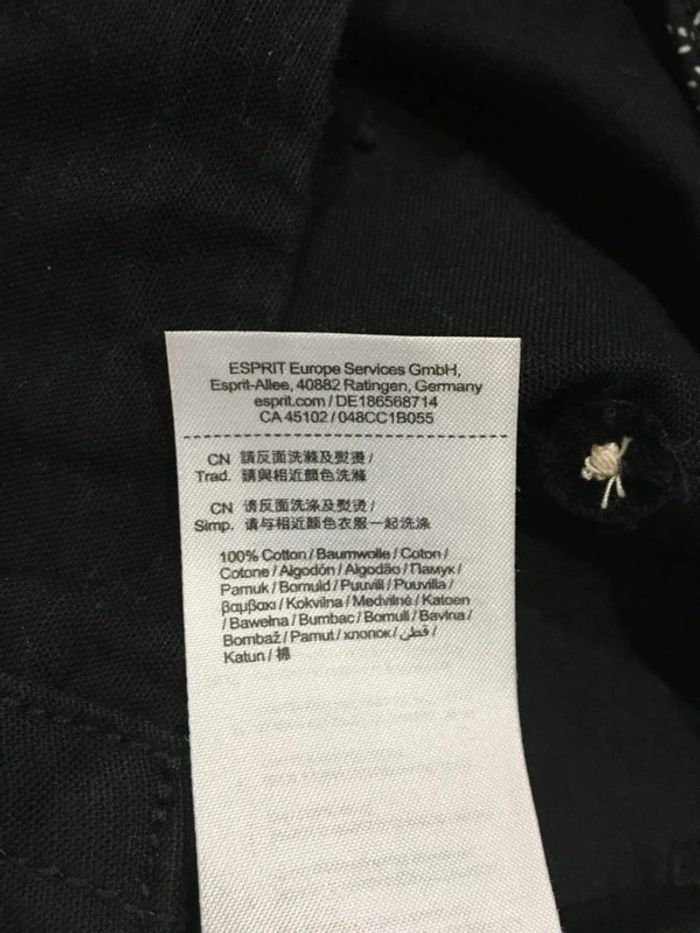 ESPRIT Europe Services GmbH,
Esprit-Allee, 40882 Ratingen, Germany
esprit.com / DE186568714
CA 45102 / 048CC1B055
CN 請反面洗滌及熨燙 /
Trad. 請與相近顏色洗滌
CN 请反面洗涤及熨烫 /
Simp. 请与相近颜色衣服一起洗涤
100% Cotton / Baumwolle / Coton /
Cotone / Algodón / Algodão / Памук /
Pamuk / Bomuld / Puuvill / Puuvilla /
βαμβακι / Kokvilna / Medvilnė / Katoen
/ Bawełna / Bumbac / Bomull / Bavlna /
Bombaž / Pamut / хлопок / قطن /
Katun / 棉